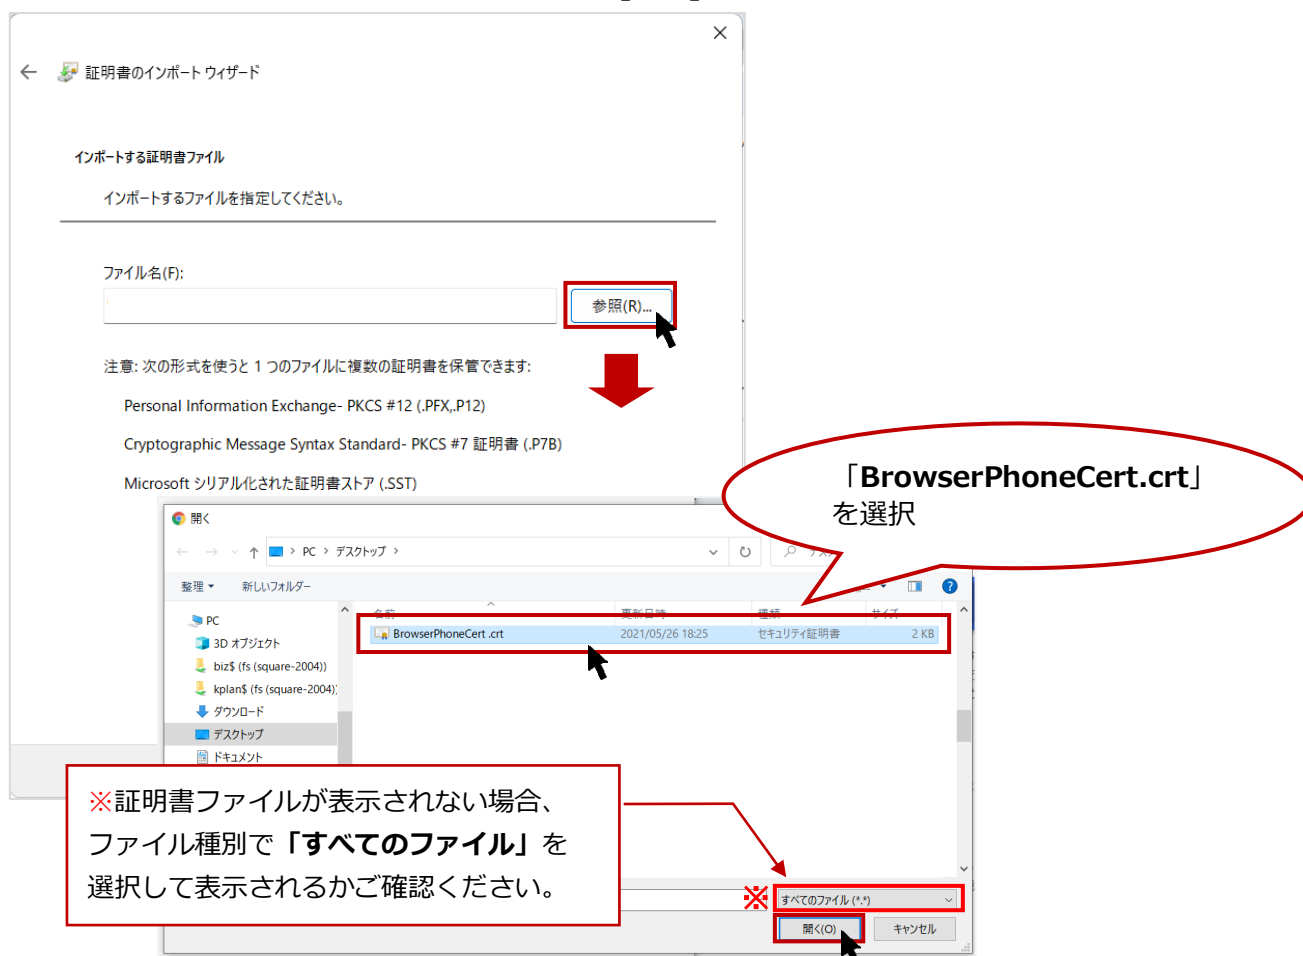 証明書のインポート ウィザード
インポートする証明書ファイル
インポートするファイルを指定してください。
ファイル名(F):
参照(R)...
注意: 次の形式を使うと 1 つのファイルに複数の証明書を保管できます:
Personal Information Exchange- PKCS #12 (.PFX,.P12)
Cryptographic Message Syntax Standard- PKCS #7 証明書 (.P7B)
Microsoft シリアル化された証明書ストア (.SST)
「BrowserPhoneCert.crt」
を選択
開く
PC › デスクトップ ›
整理 新しいフォルダー
名前 更新日時 種類 サイズ
BrowserPhoneCert .crt 2021/05/26 18:25 セキュリティ証明書 2 KB
PC
3D オブジェクト
biz$ (fs (square-2004))
kplan$ (fs (square-2004))
ダウンロード
デスクトップ
ドキュメント
※証明書ファイルが表示されない場合、
ファイル種別で「すべてのファイル」を
選択して表示されるかご確認ください。
※
すべてのファイル (*.*)
開く(O) キャンセル